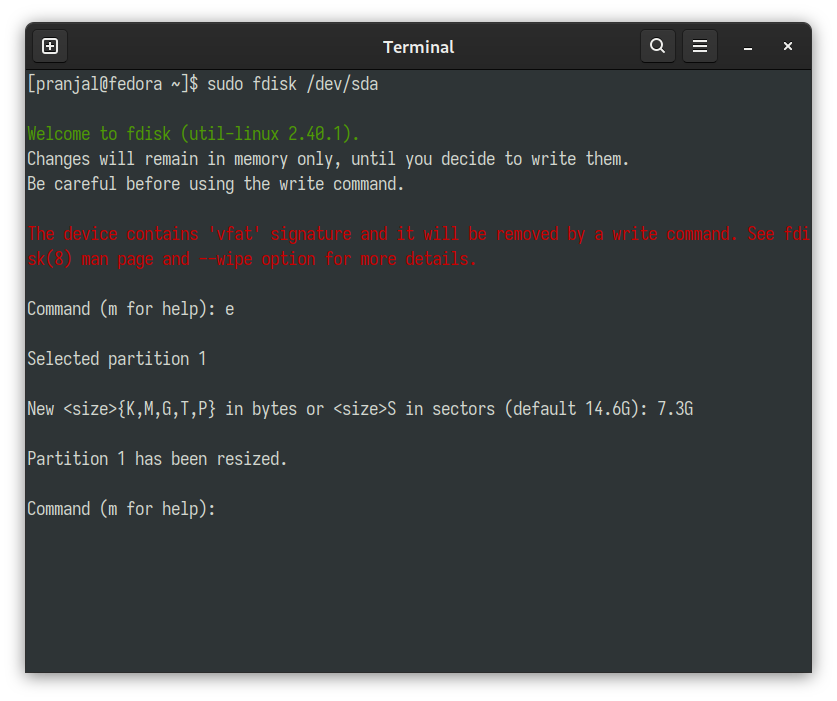 Terminal
[pranjal@fedora ~]$ sudo fdisk /dev/sda
Welcome to fdisk (util-linux 2.40.1).
Changes will remain in memory only, until you decide to write them.
Be careful before using the write command.
The device contains 'vfat' signature and it will be removed by a write command. See fdi
sk(8) man page and --wipe option for more details.
Command (m for help): e
Selected partition 1
New <size>{K,M,G,T,P} in bytes or <size>S in sectors (default 14.6G): 7.3G
Partition 1 has been resized.
Command (m for help):